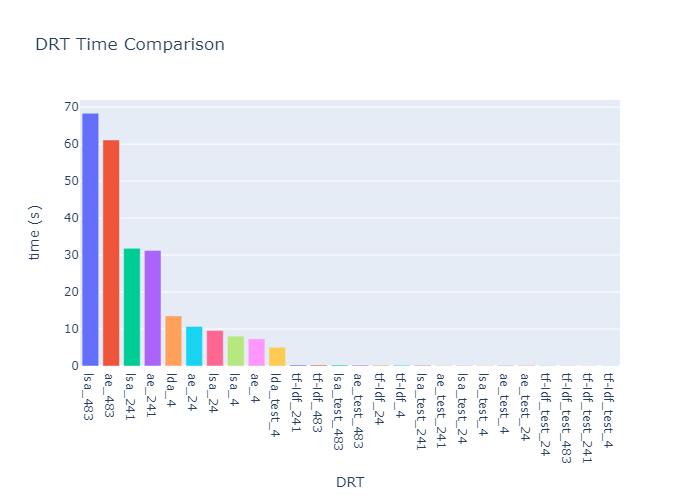 DRT Time Comparison
time (s)
70
60
50
40
30
20
10
0
lsa_483
ae_483
lsa_241
ae_241
lda_4
ae_24
lsa_24
lsa_4
ae_4
lda_test_4
tf-idf_241
tf-idf_483
lsa_test_483
ae_test_483
tf-idf_24
tf-idf_4
lsa_test_241
ae_test_241
lsa_test_24
lsa_test_4
ae_test_4
ae_test_24
tf-idf_test_24
tf-idf_test_483
tf-idf_test_241
tf-idf_test_4
DRT